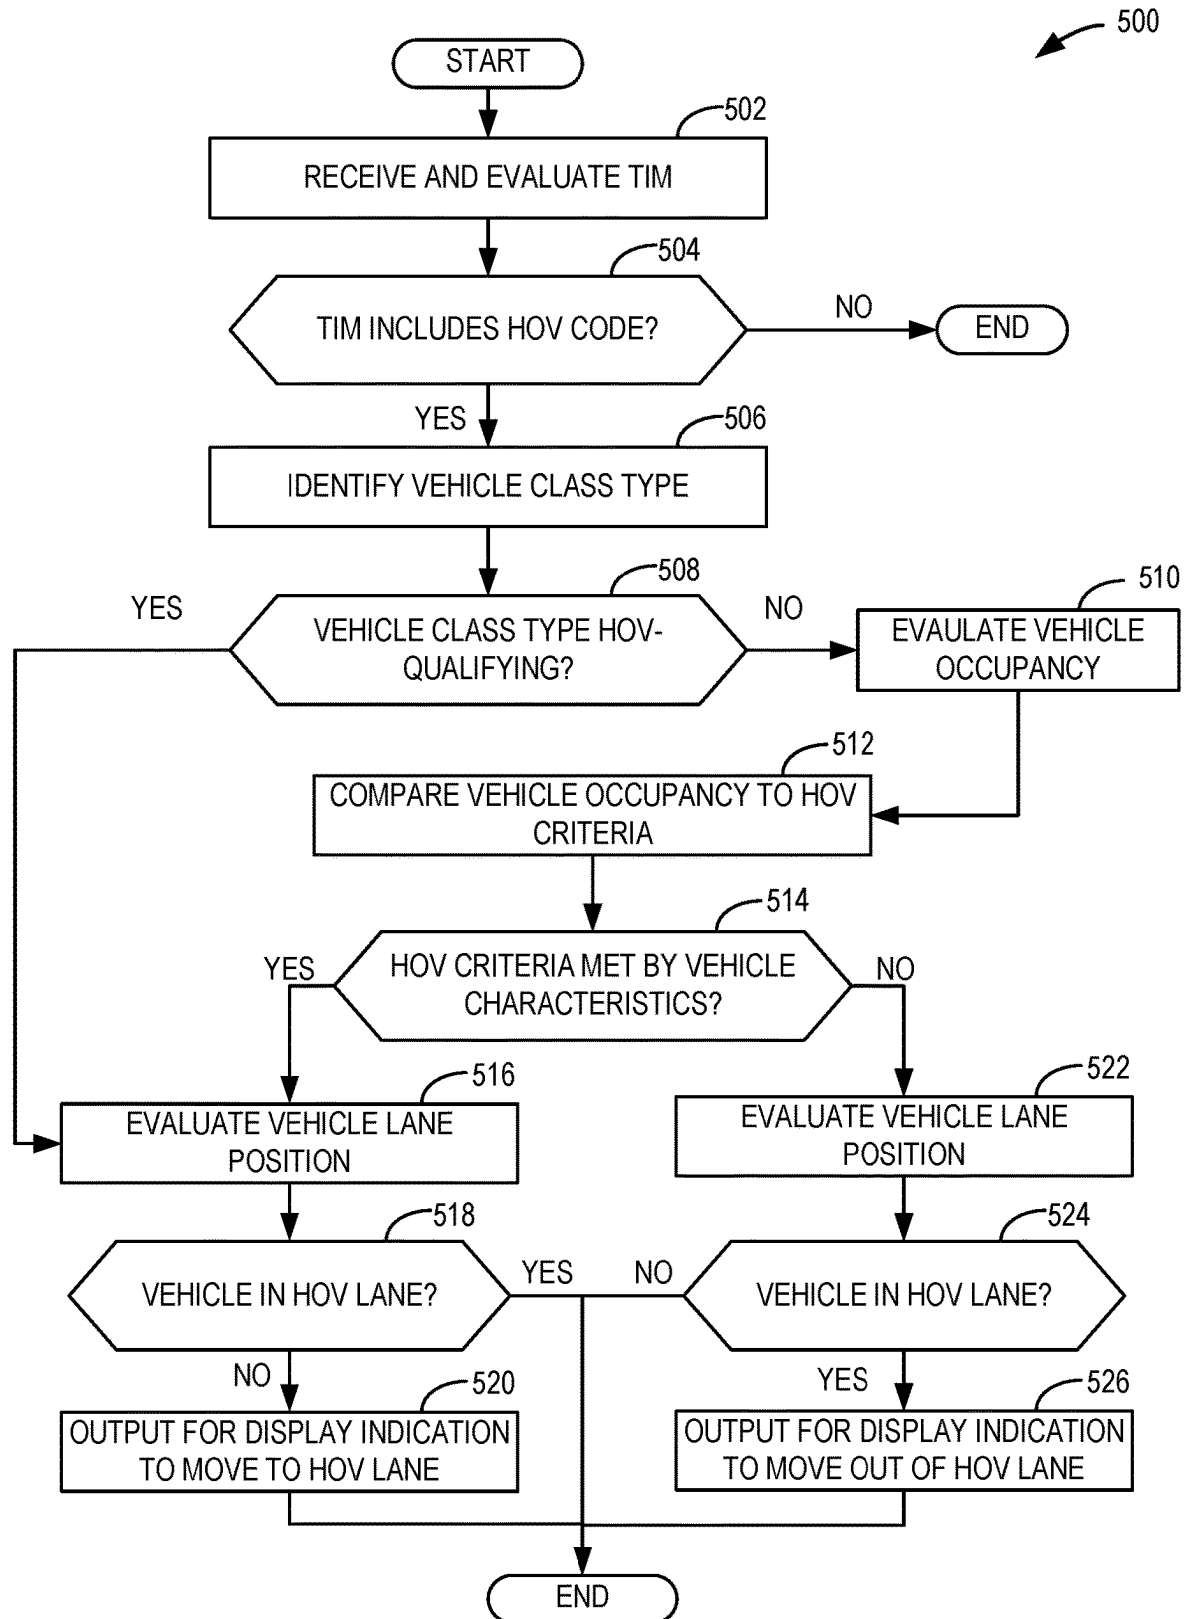 500
START
502
RECEIVE AND EVALUATE TIM
504
TIM INCLUDES HOV CODE?
NO
END
YES
506
IDENTIFY VEHICLE CLASS TYPE
508
YES
VEHICLE CLASS TYPE HOV-
QUALIFYING?
NO
510
EVAULATE VEHICLE
OCCUPANCY
512
COMPARE VEHICLE OCCUPANCY TO HOV
CRITERIA
514
YES
HOV CRITERIA MET BY VEHICLE
CHARACTERISTICS?
NO
516
EVALUATE VEHICLE LANE
POSITION
522
EVALUATE VEHICLE LANE
POSITION
518
VEHICLE IN HOV LANE?
YES
NO
524
VEHICLE IN HOV LANE?
NO
520
OUTPUT FOR DISPLAY INDICATION
TO MOVE TO HOV LANE
YES
526
OUTPUT FOR DISPLAY INDICATION
TO MOVE OUT OF HOV LANE
END